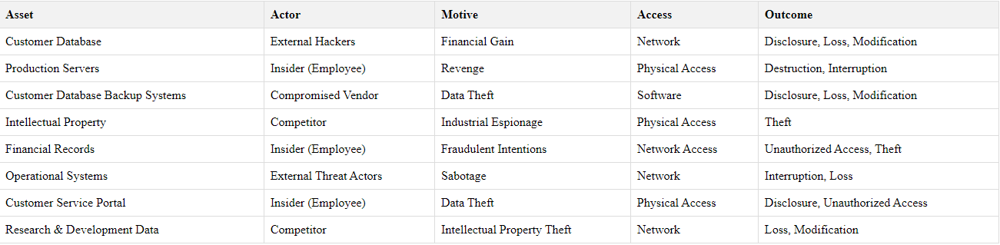 Asset Actor Motive Access Outcome
Customer Database External Hackers Financial Gain Network Disclosure, Loss, Modification
Production Servers Insider (Employee) Revenge Physical Access Destruction, Interruption
Customer Database Backup Systems Compromised Vendor Data Theft Software Disclosure, Loss, Modification
Intellectual Property Competitor Industrial Espionage Physical Access Theft
Financial Records Insider (Employee) Fraudulent Intentions Network Access Unauthorized Access, Theft
Operational Systems External Threat Actors Sabotage Network Interruption, Loss
Customer Service Portal Insider (Employee) Data Theft Physical Access Disclosure, Unauthorized Access
Research & Development Data Competitor Intellectual Property Theft Network Loss, Modification